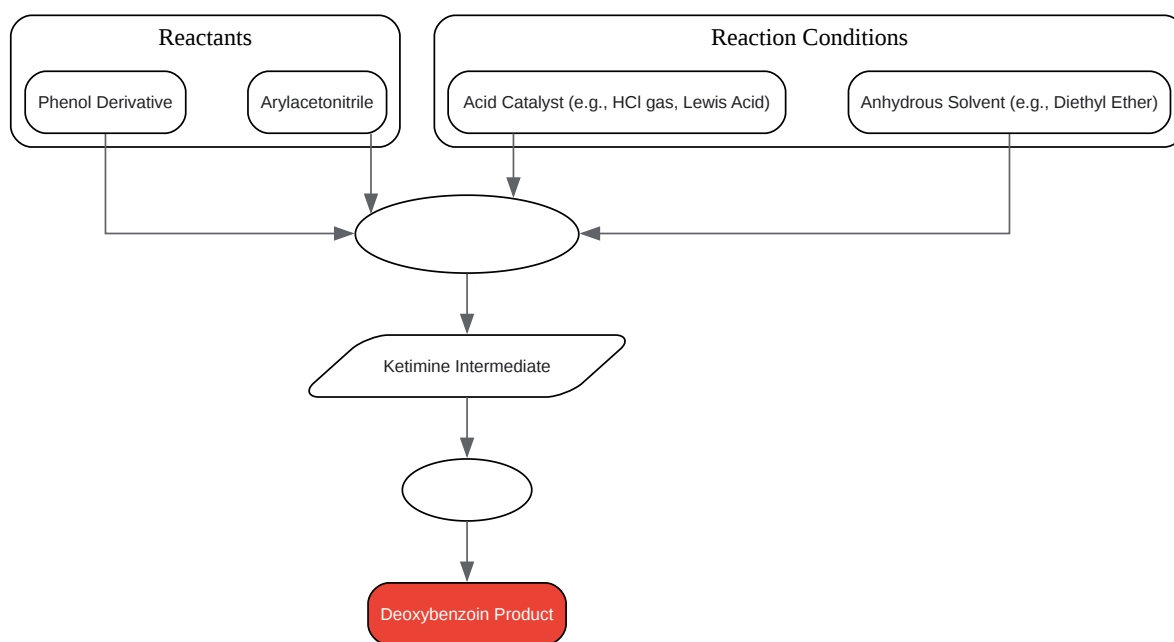 Reactants
Reaction Conditions
Phenol Derivative
Arylacetonitrile
Acid Catalyst (e.g., HCl gas, Lewis Acid)
Anhydrous Solvent (e.g., Diethyl Ether)
Ketimine Intermediate
Deoxybenzoin Product